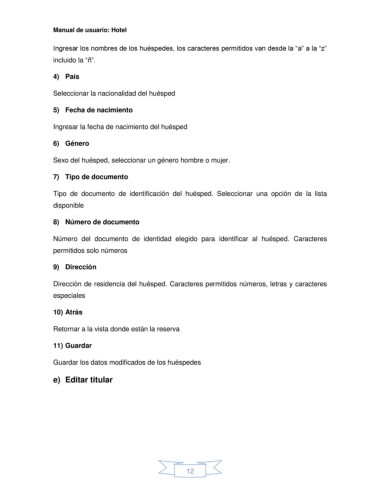 Manual de usuario: Hotel
Ingresar los nombres de los huéspedes, los caracteres permitidos van desde la “a” a la “z”
incluido la “ñ”.
4) País
Seleccionar la nacionalidad del huésped
5) Fecha de nacimiento
Ingresar la fecha de nacimiento del huésped
6) Género
Sexo del huésped, seleccionar un género hombre o mujer.
7) Tipo de documento
Tipo de documento de identificación del huésped. Seleccionar una opción de la lista
disponible
8) Número de documento
Número del documento de identidad elegido para identificar al huésped. Caracteres
permitidos solo números
9) Dirección
Dirección de residencia del huésped. Caracteres permitidos números, letras y caracteres
especiales
10) Atrás
Retornar a la vista donde están la reserva
11) Guardar
Guardar los datos modificados de los huéspedes
e) Editar titular
12